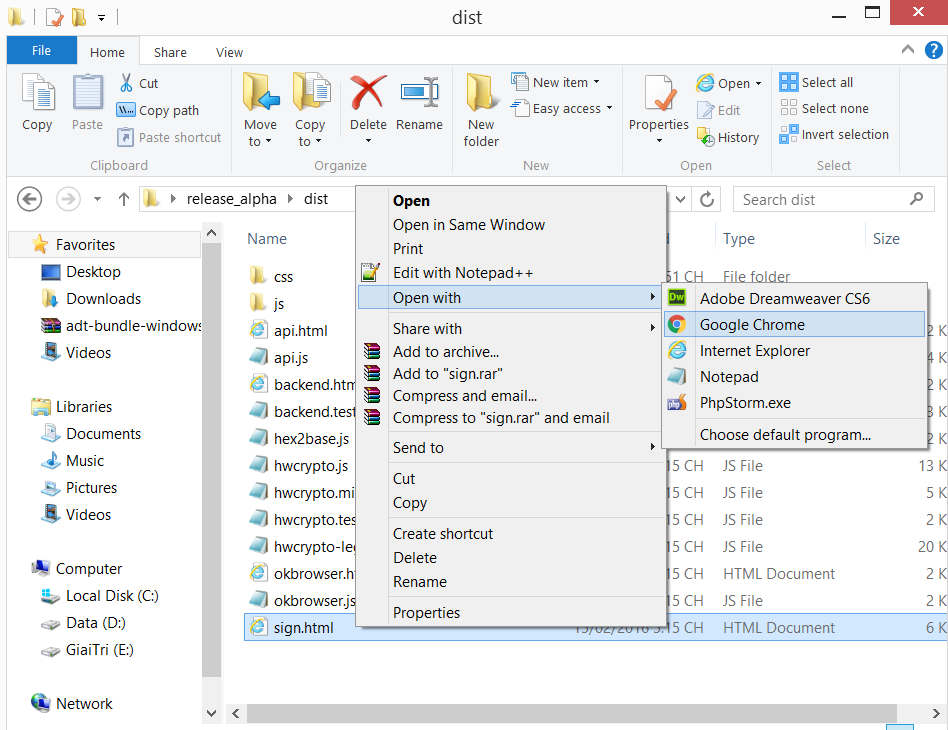 dist
File Home Share View
Copy
Paste
Cut
Copy path
Paste shortcut
Clipboard
Move to
Copy to
Delete
Rename
Organize
New folder
New item
Easy access
New
Properties
Open
Edit
History
Open
Select all
Select none
Invert selection
Select
release_alpha dist
Search dist
Favorites
Desktop
Downloads
adt-bundle-windows
Videos
Libraries
Documents
Music
Pictures
Videos
Computer
Local Disk (C:)
Data (D:)
GiaiTri (E:)
Network
Name Type Size
css 51 CH File folder
js
api.html 2 K
api.js 4 K
backend.htm 2 K
backend.test 3 K
hex2base.js 2 K
hwcrypto.js 15 CH JS File 13 K
hwcrypto.mi 15 CH JS File 5 K
hwcrypto.tes 15 CH JS File 2 K
hwcrypto-leg 15 CH JS File 20 K
okbrowser.h 15 CH HTML Document 2 K
okbrowser.js 15 CH JS File 2 K
sign.html 15/02/2016 3:15 CH HTML Document 6 K
Open
Open in Same Window
Print
Edit with Notepad++
Open with
Share with
Add to archive...
Add to "sign.rar"
Compress and email...
Compress to "sign.rar" and email
Send to
Cut
Copy
Create shortcut
Delete
Rename
Properties
Dw Adobe Dreamweaver CS6
Google Chrome
Internet Explorer
Notepad
PhpStorm.exe
Choose default program...